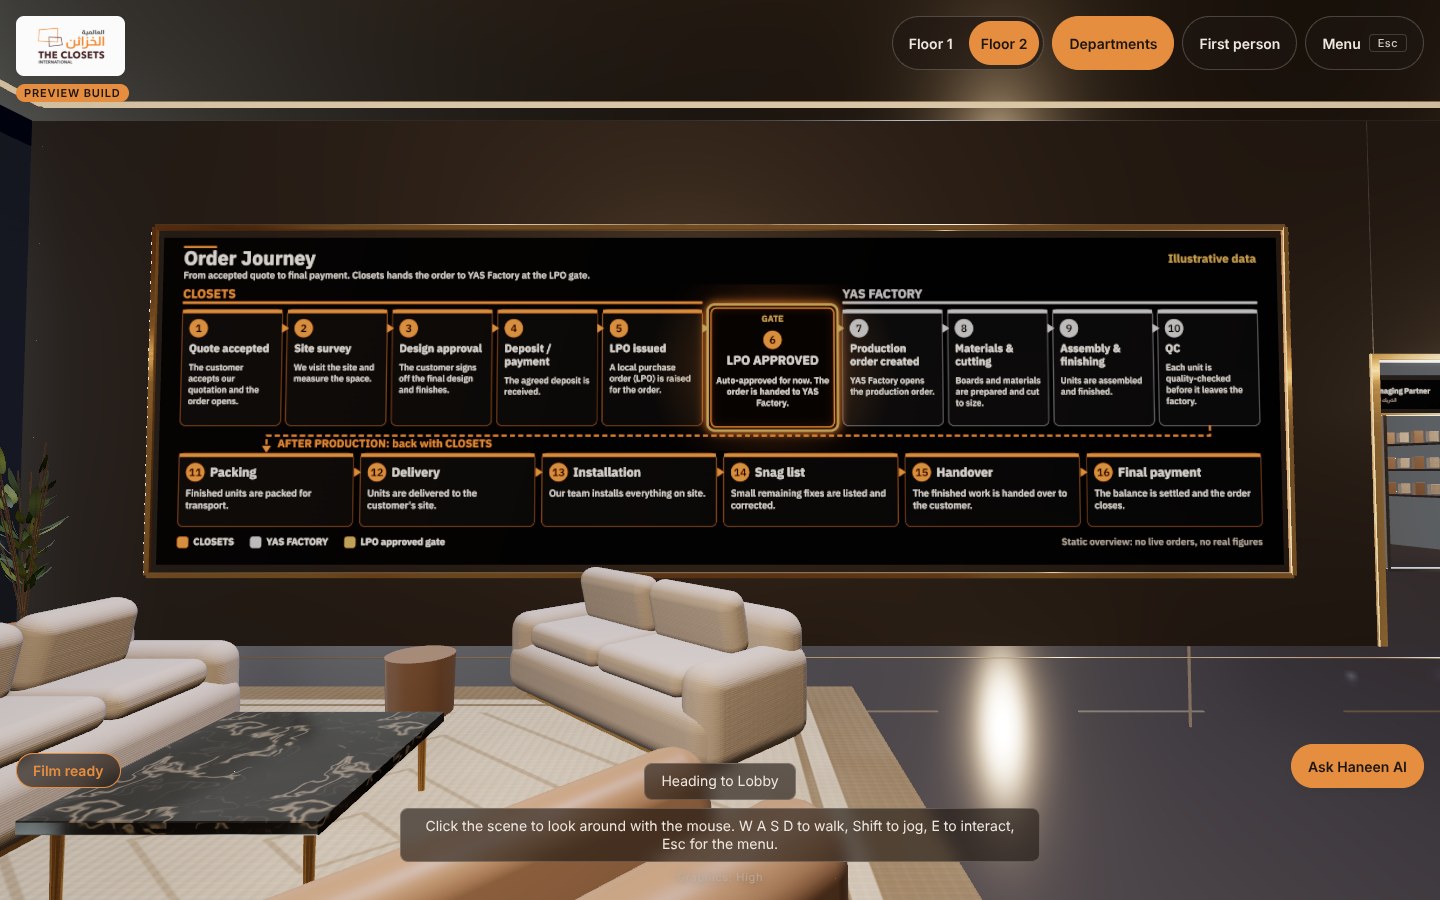 العالمية
الخزائن
THE CLOSETS
INTERNATIONAL
PREVIEW BUILD
Floor 1
Floor 2
Departments
First person
Menu
Esc
Order Journey
From accepted quote to final payment. Closets hands the order to YAS Factory at the LPO gate.
Illustrative data
CLOSETS
1
Quote accepted
The customer
accepts our
quotation and the
order opens.
2
Site survey
We visit the site and
measure the space.
3
Design approval
The customer signs
off the final design
and finishes.
4
Deposit /
payment
The agreed deposit is
received.
5
LPO issued
A local purchase
order (LPO) is raised
for the order.
GATE
6
LPO APPROVED
Auto-approved for now. The
order is handed to YAS
Factory.
YAS FACTORY
7
Production
order created
YAS Factory opens
the production order.
8
Materials &
cutting
Boards and materials
are prepared and cut
to size.
9
Assembly &
finishing
Units are assembled
and finished.
10
QC
Each unit is
quality-checked
before it leaves the
factory.
AFTER PRODUCTION: back with CLOSETS
11 Packing
Finished units are packed for
transport.
12 Delivery
Units are delivered to the
customer's site.
13 Installation
Our team installs everything on site.
14 Snag list
Small remaining fixes are listed and
corrected.
15 Handover
The finished work is handed over to
the customer.
16 Final payment
The balance is settled and the order
closes.
CLOSETS
YAS FACTORY
LPO approved gate
Static overview: no live orders, no real figures
naging Partner
Film ready
Heading to Lobby
Ask Haneen AI
Click the scene to look around with the mouse. W A S D to walk, Shift to jog, E to interact,
Esc for the menu.
High